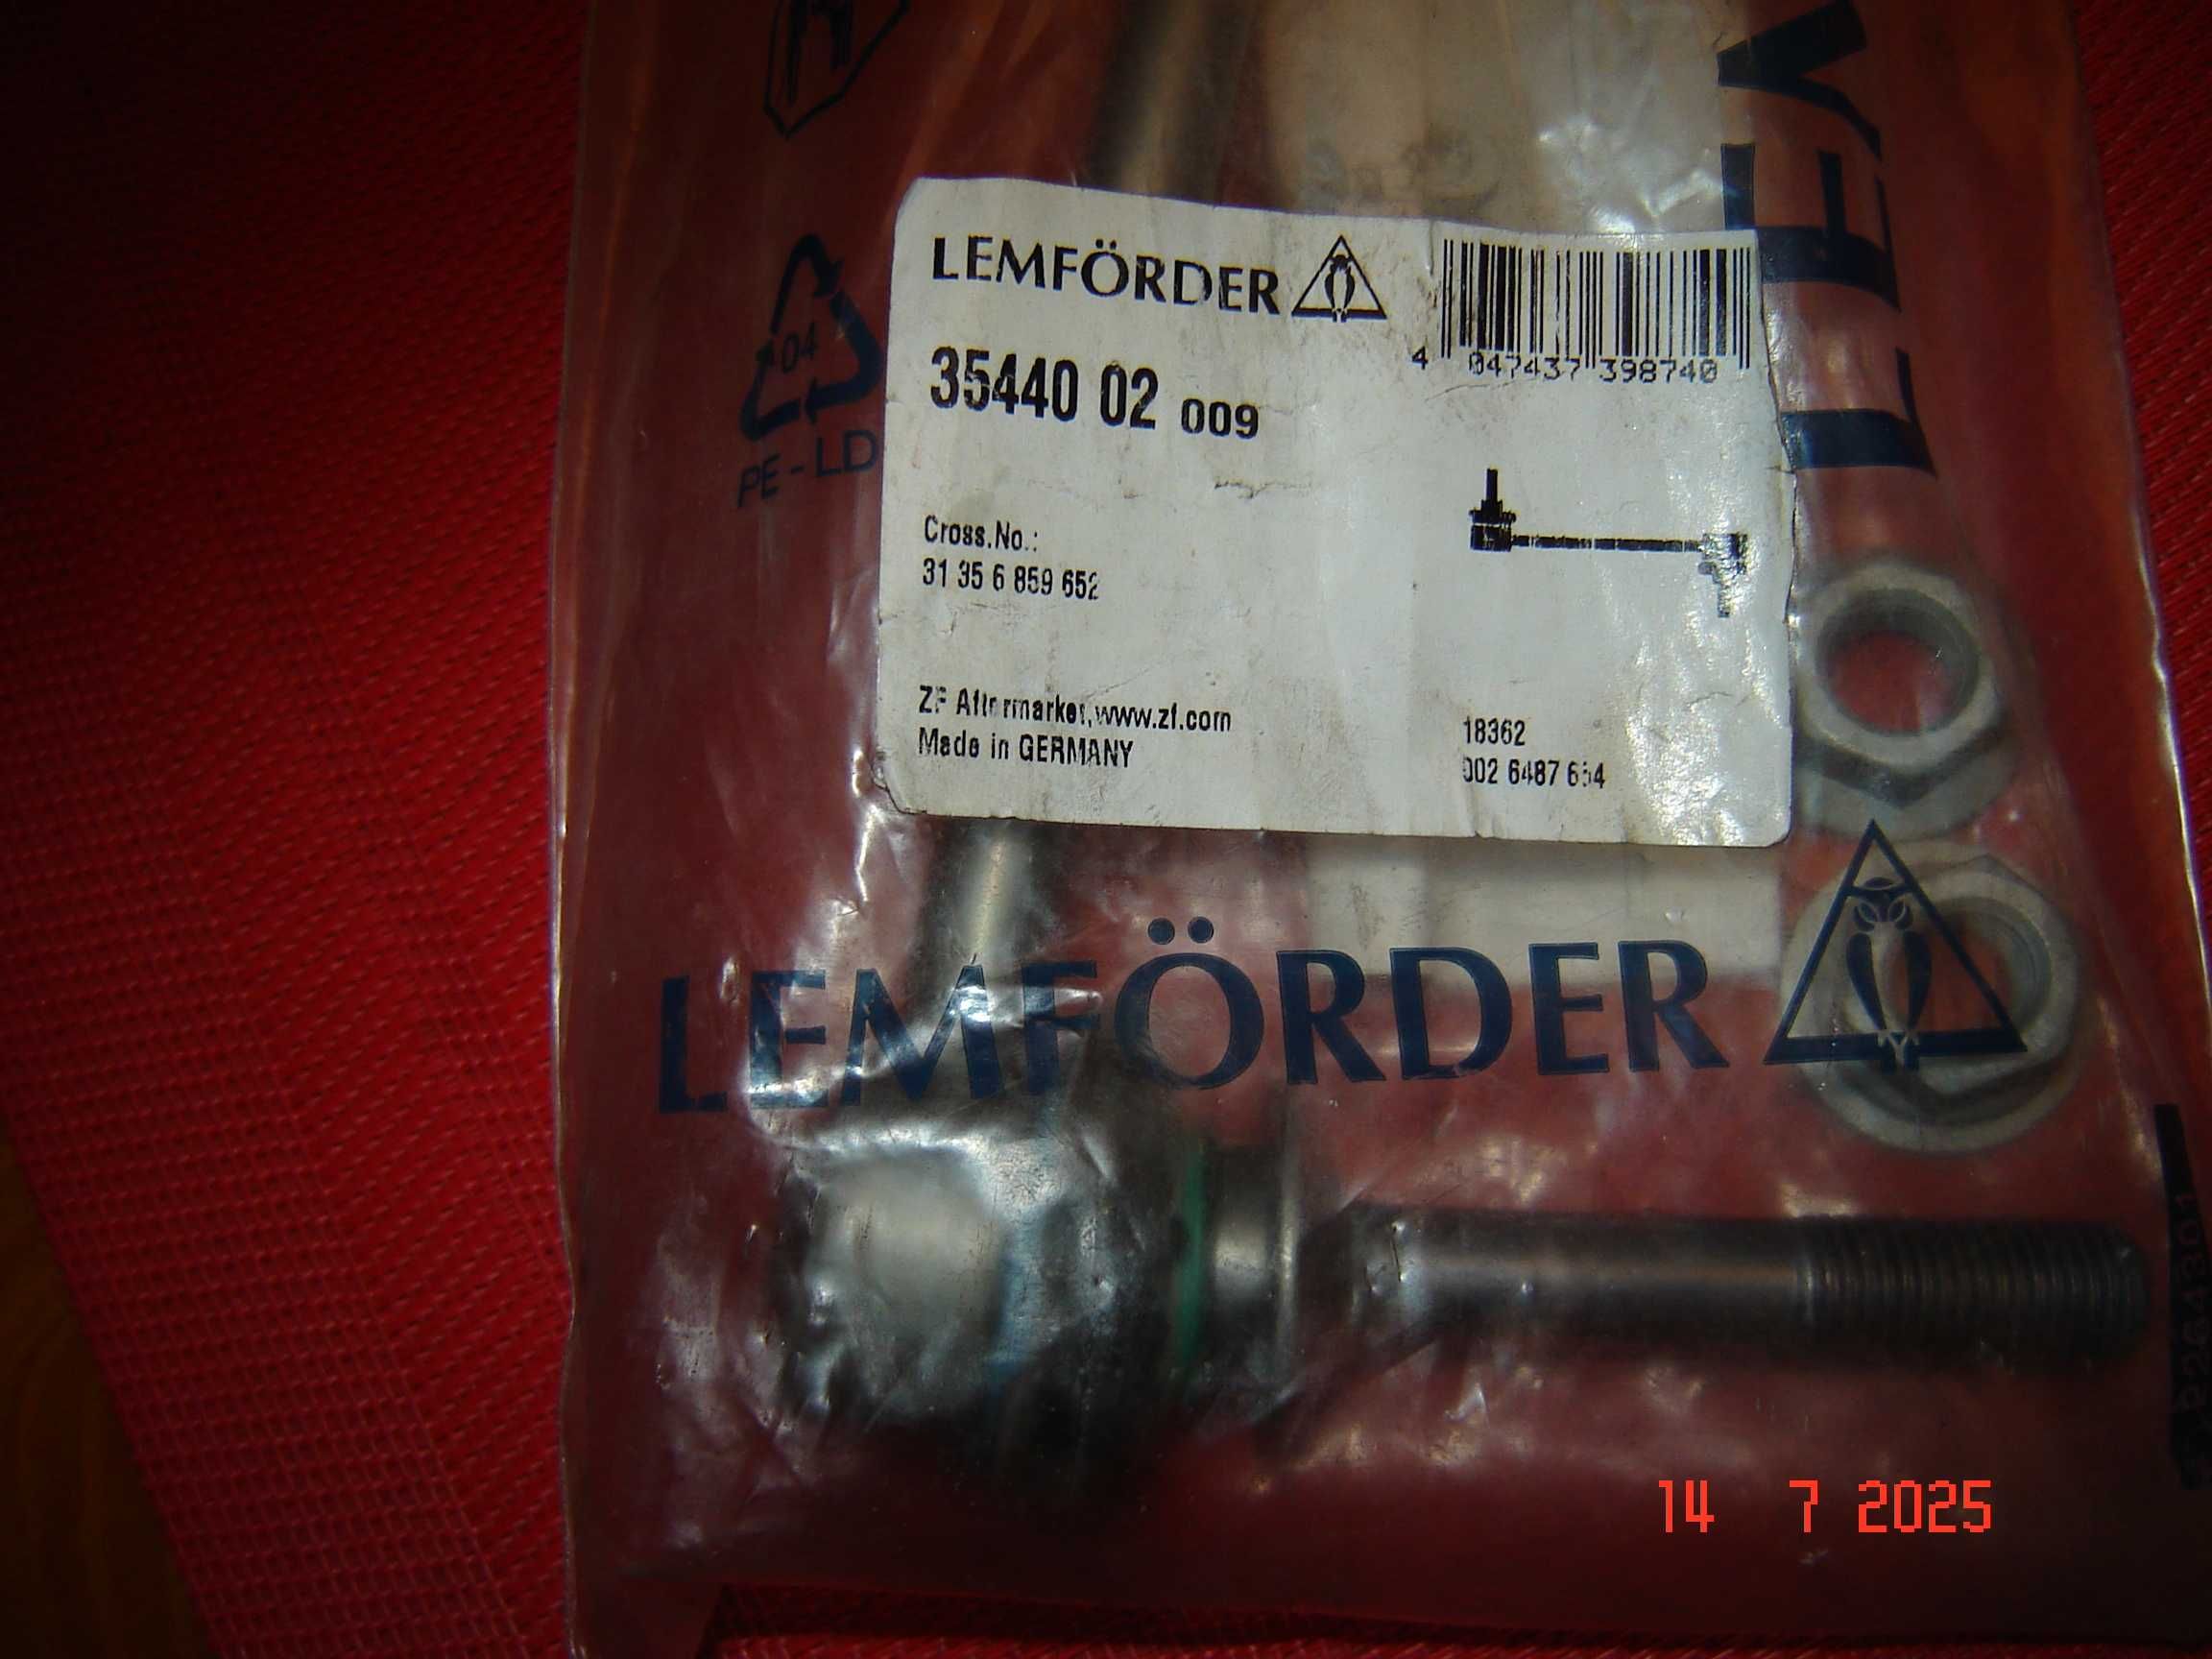 LEMFÖRDER
4 047437 398740
35440 02 009
Cross.No.:
31 35 6 859 652
ZF Aftermarket,www.zf.com
Made in GERMANY
18362
002 6487
04
PE-LD
LEMFÖRDER
14 7 2025